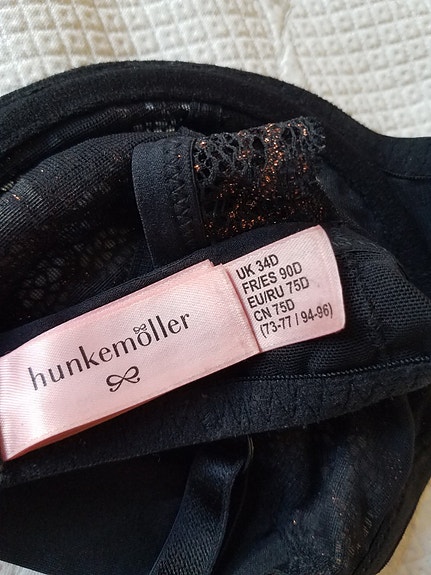 hunkemöller
UK 34D
FR/ES 90D
EU/RU 75D
CN 75D
(73-77 / 94-96)